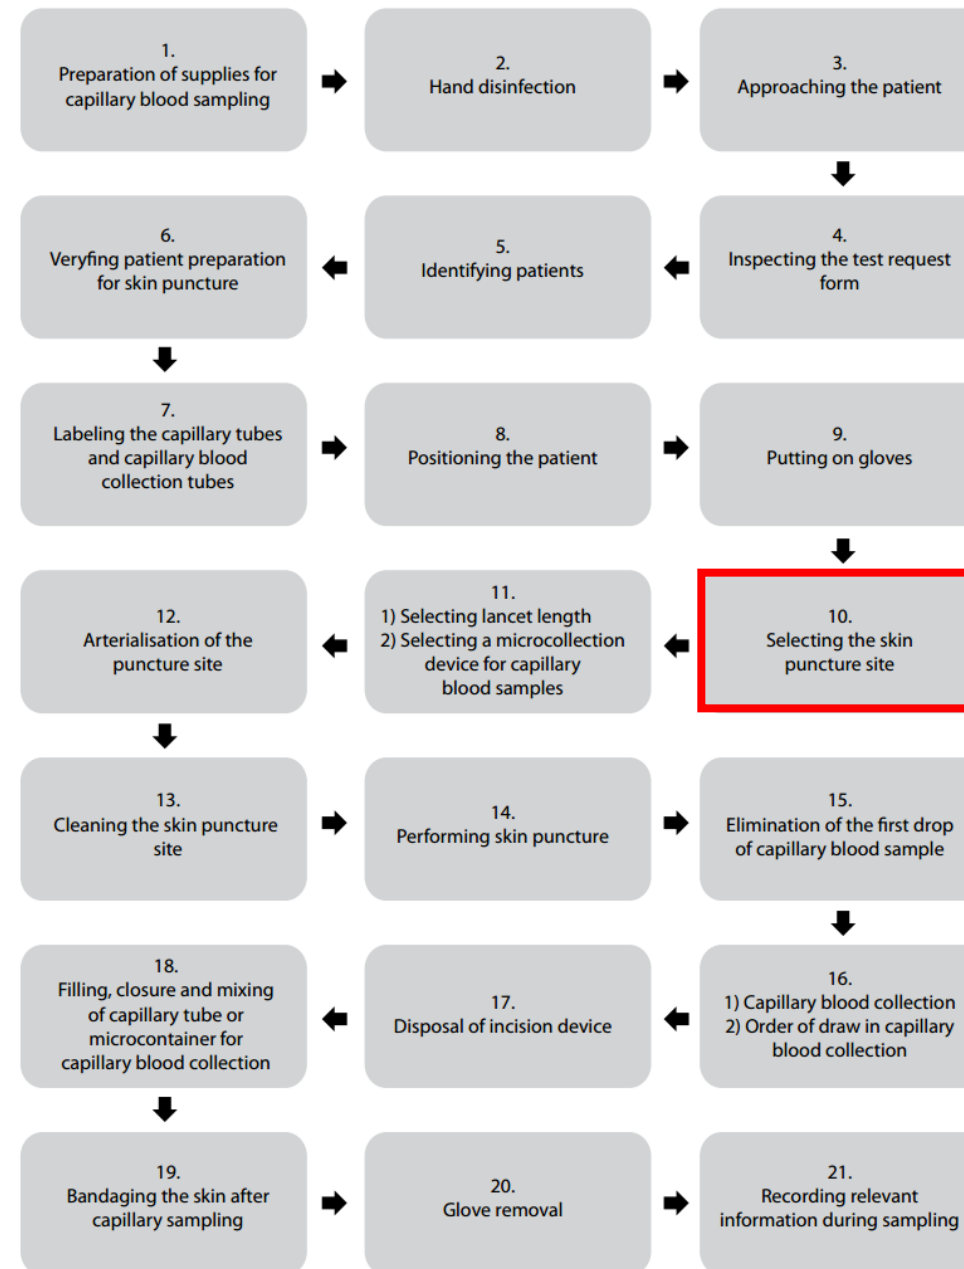 1.
Preparation of supplies for
capillary blood sampling
2.
Hand disinfection
3.
Approaching the patient
4.
Inspecting the test request
form
5.
Identifying patients
6.
Veryfing patient preparation
for skin puncture
7.
Labeling the capillary tubes
and capillary blood
collection tubes
8.
Positioning the patient
9.
Putting on gloves
10.
Selecting the skin
puncture site
11.
1) Selecting lancet length
2) Selecting a microcollection
device for capillary
blood samples
12.
Arterialisation of the
puncture site
13.
Cleaning the skin puncture
site
14.
Performing skin puncture
15.
Elimination of the first drop
of capillary blood sample
16.
1) Capillary blood collection
2) Order of draw in capillary
blood collection
17.
Disposal of incision device
18.
Filling, closure and mixing
of capillary tube or
microcontainer for
capillary blood collection
19.
Bandaging the skin after
capillary sampling
20.
Glove removal
21.
Recording relevant
information during sampling